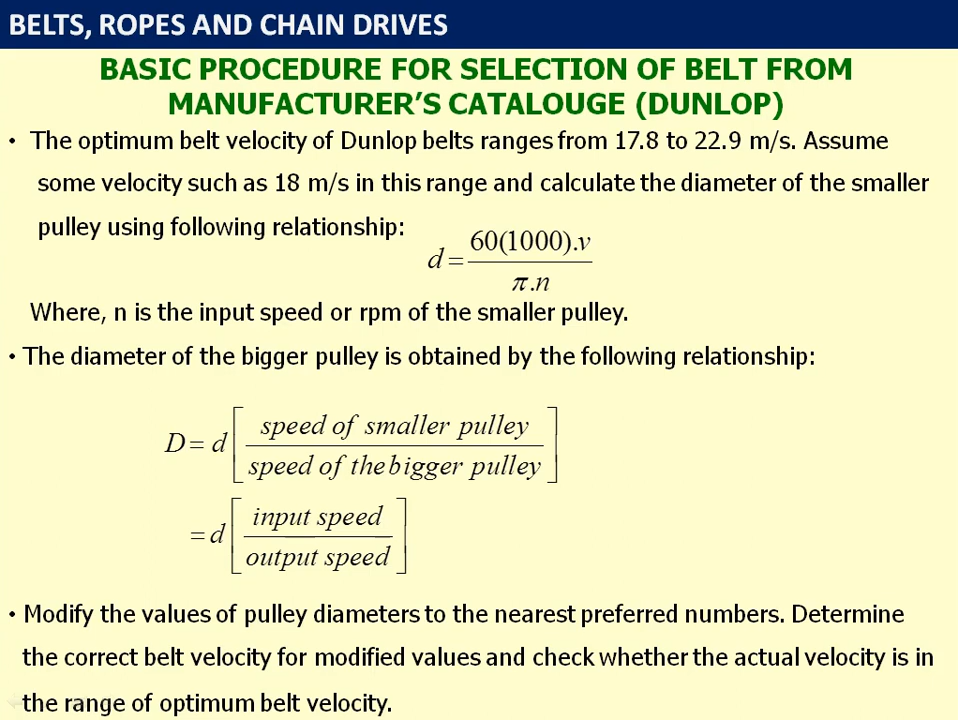 BELTS, ROPES AND CHAIN DRIVES
BASIC PROCEDURE FOR SELECTION OF BELT FROM
MANUFACTURER'S CATALOUGE (DUNLOP)
• The optimum belt velocity of Dunlop belts ranges from 17.8 to 22.9 m/s. Assume
some velocity such as 18 m/s in this range and calculate the diameter of the smaller
pulley using following relationship:
d = 60(1000).v / π.n
Where, n is the input speed or rpm of the smaller pulley.
• The diameter of the bigger pulley is obtained by the following relationship:
D = d [speed of smaller pulley / speed of the bigger pulley]
= d [input speed / output speed]
• Modify the values of pulley diameters to the nearest preferred numbers. Determine
the correct belt velocity for modified values and check whether the actual velocity is in
the range of optimum belt velocity.